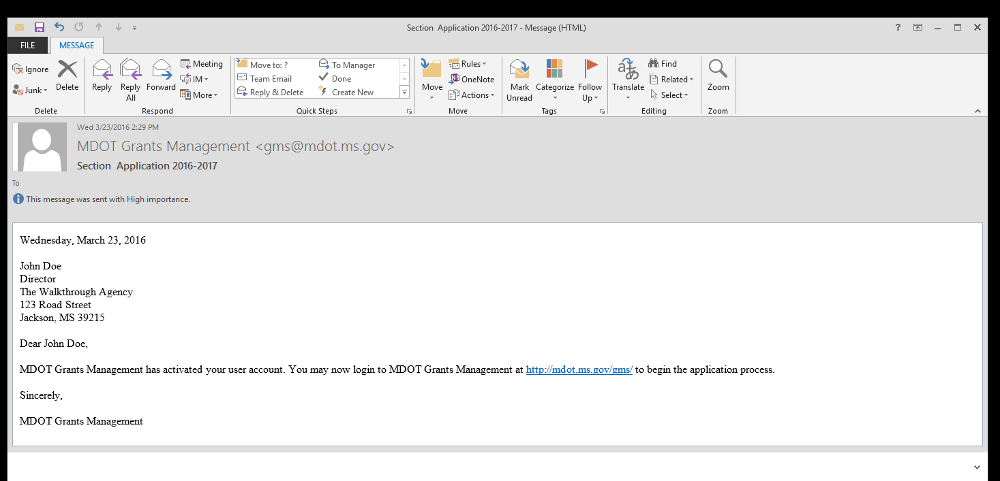 Section  Application 2016-2017 - Message (HTML)
?
FILE MESSAGE
Ignore
Junk
Delete
Delete
Reply
Reply All
Forward
Meeting
IM
More
Respond
Move to: ?
To Manager
Team Email
Done
Reply & Delete
Create New
Quick Steps
Move
Rules
OneNote
Actions
Move
Mark Unread
Categorize
Follow Up
Tags
Translate
Find
Related
Select
Editing
Zoom
Zoom
Wed 3/23/2016 2:29 PM
MDOT Grants Management <gms@mdot.ms.gov>
Section  Application 2016-2017
To
This message was sent with High importance.
Wednesday, March 23, 2016
John Doe
Director
The Walkthrough Agency
123 Road Street
Jackson, MS 39215
Dear John Doe,
MDOT Grants Management has activated your user account. You may now login to MDOT Grants Management at http://mdot.ms.gov/gms/ to begin the application process.
Sincerely,
MDOT Grants Management